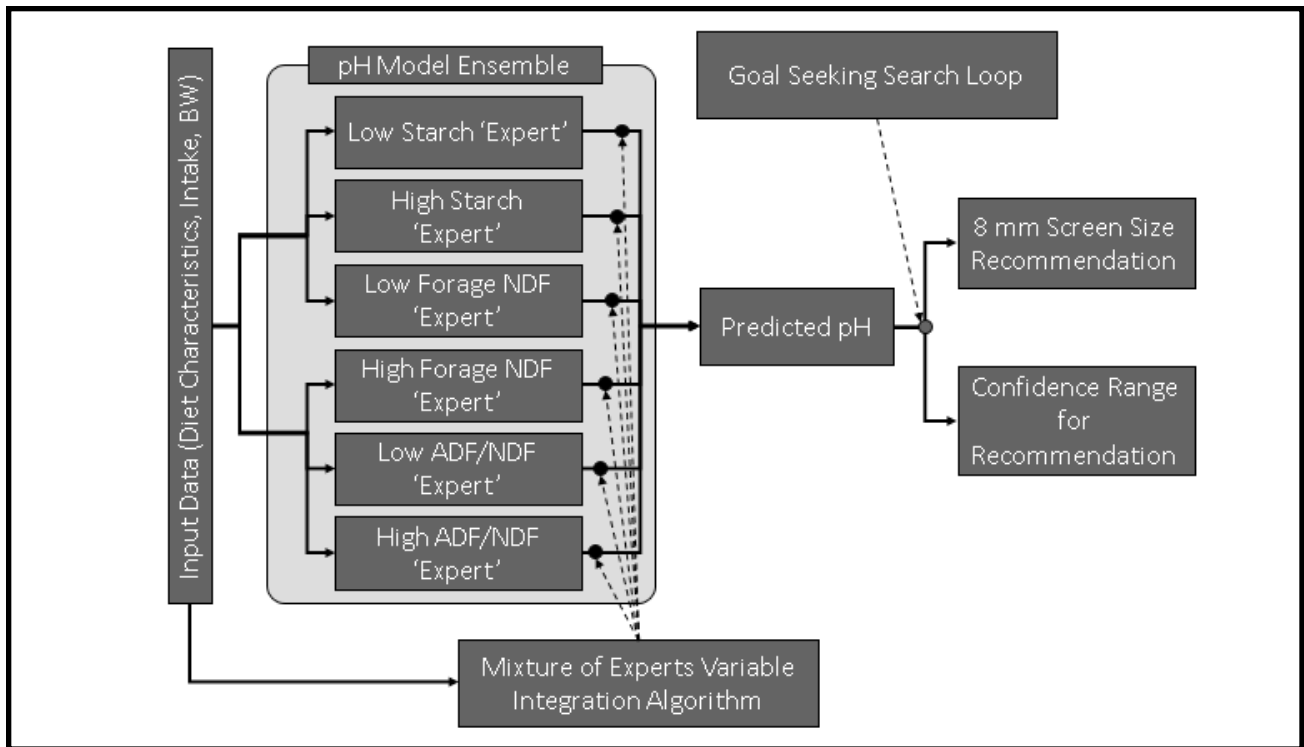 Input Data (Diet Characteristics, Intake, BW)
pH Model Ensemble
Low Starch ‘Expert’
High Starch
‘Expert’
Low Forage NDF
‘Expert’
High Forage NDF
‘Expert’
Low ADF/NDF
‘Expert’
High ADF/NDF
‘Expert’
Mixture of Experts Variable
Integration Algorithm
Predicted pH
Goal Seeking Search Loop
8 mm Screen Size
Recommendation
Confidence Range
for
Recommendation